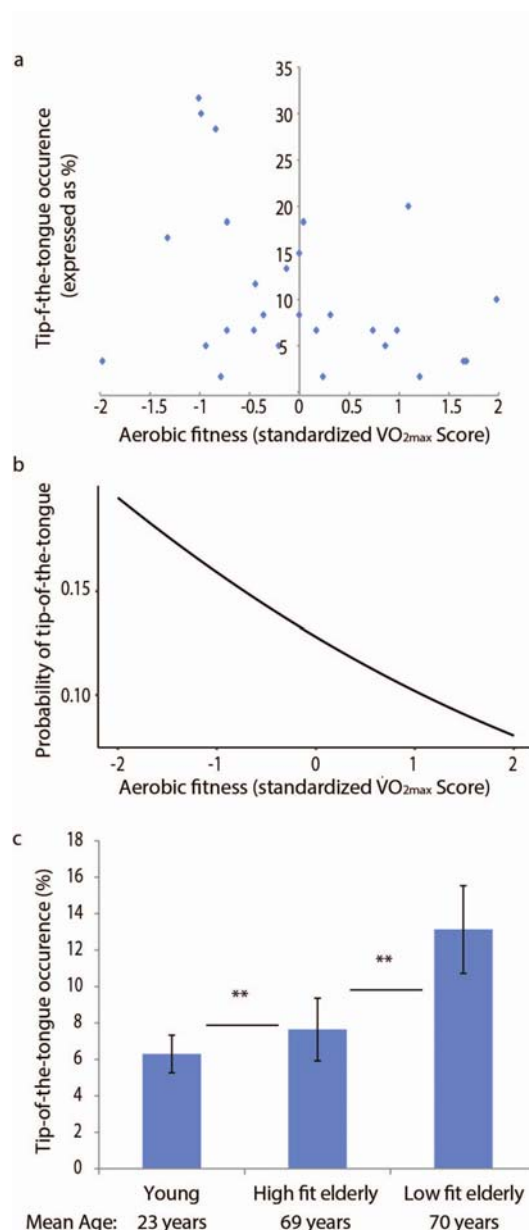 a
Tip-f-the-tongue occurence
(expressed as %)
35
30
25
20
15
10
5
-2 -1.5 -1 -0.5 0 0.5 1 1.5 2
Aerobic fitness (standardized VO2max Score)
b
Probability of tip-of-the-tongue
0.15
0.10
-2 -1 0 1 2
Aerobic fitness (standardized V̇O2max Score)
c
Tip-of-the-tongue occurence (%)
18
16
14
12
10
8
6
4
2
0
**
**
Young High fit elderly Low fit elderly
Mean Age: 23 years 69 years 70 years